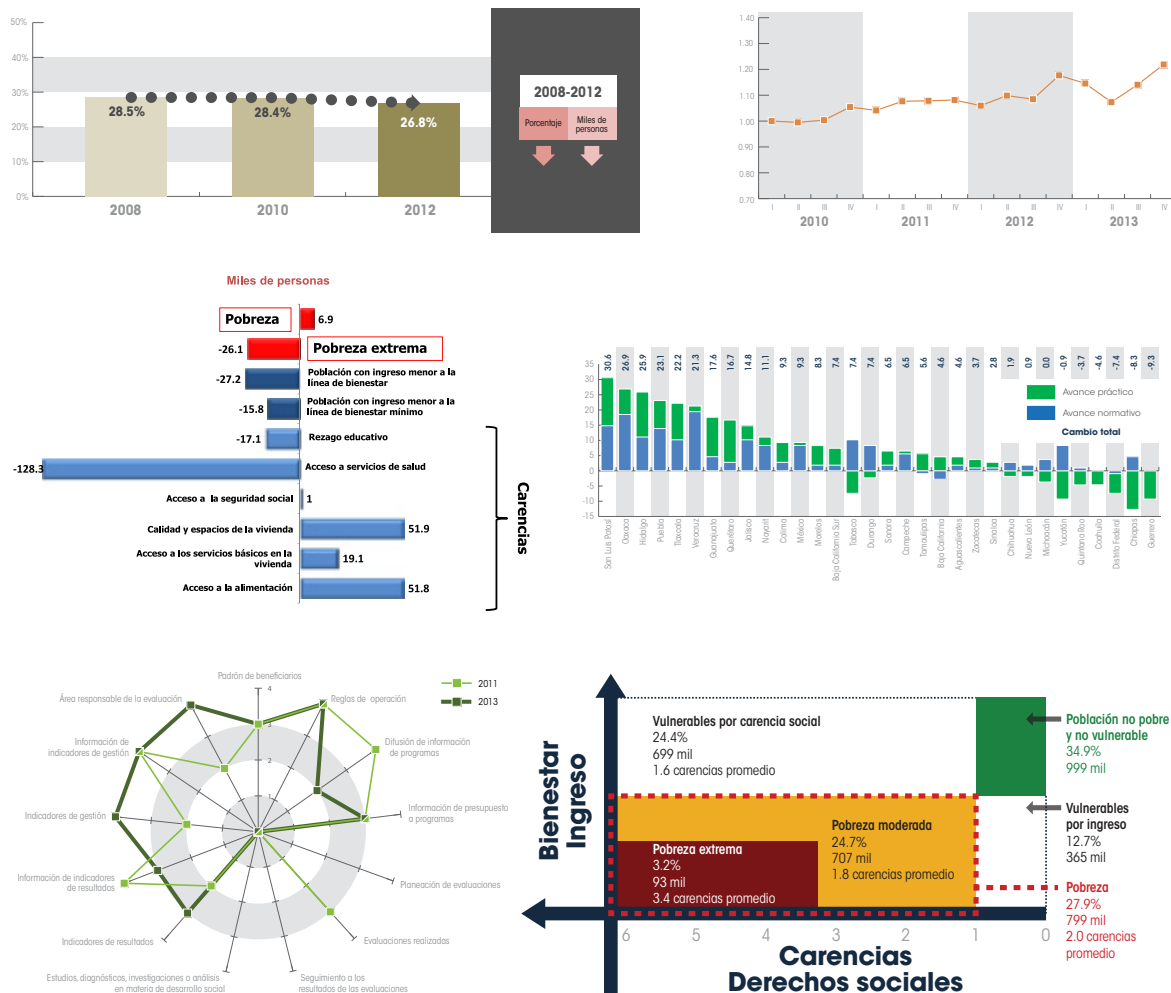 50%
40%
30%
20%
10%
0%
28.5%
28.4%
26.8%
2008
2010
2012
2008-2012
Porcentaje
Miles de
personas
1.40
1.30
1.20
1.10
1.00
0.90
0.80
0.70
I II III IV I II III IV I II III IV I II III IV
2010 2011 2012 2013
Miles de personas
Pobreza
6.9
-26.1
Pobreza extrema
-27.2
Población con ingreso menor a la
línea de bienestar
-15.8
Población con ingreso menor a la
línea de bienestar mínimo
-17.1
Rezago educativo
-128.3
Acceso a servicios de salud
Acceso a la seguridad social
1
Calidad y espacios de la vivienda
51.9
Acceso a los servicios básicos en la
vivienda
19.1
Acceso a la alimentación
51.8
Carencias
30.6 26.9 25.9 23.1 22.2 21.3 17.6 16.7 14.8 11.1 9.3 9.3 8.3 7.4 7.4 7.4 6.5 6.5 5.6 4.6 4.6 3.7 2.8 1.9 0.9 0.0 -0.9 -3.7 -4.6 -7.4 -8.3 -9.3
35
30
25
20
15
10
5
0
-5
-10
-15
Avance práctico
Avance normativo
Cambio total
San Luis Potosí
Oaxaca
Hidalgo
Puebla
Tlaxcala
Veracruz
Guanajuato
Querétaro
Jalisco
Nayarit
Colima
México
Morelos
Baja California Sur
Tabasco
Durango
Sonora
Campeche
Tamaulipas
Baja California
Aguascalientes
Zacatecas
Sinaloa
Chihuahua
Nuevo León
Michoacán
Yucatán
Quintana Roo
Coahuila
Distrito Federal
Chiapas
Guerrero
Padrón de beneficiarios
Reglas de operación
Difusión de información
de programas
Información de presupuesto
a programas
Planeación de evaluaciones
Evaluaciones realizadas
Seguimiento a los
resultados de las evaluaciones
Estudios, diagnósticos, investigaciones o análisis
en materia de desarrollo social
Indicadores de resultados
Información de indicadores
de resultados
Indicadores de gestión
Información de
indicadores de gestión
Área responsable de la evaluación
4
3
2
1
2011
2013
Bienestar
Ingreso
Vulnerables por carencia social
24.4%
699 mil
1.6 carencias promedio
Pobreza moderada
24.7%
707 mil
1.8 carencias promedio
Pobreza extrema
3.2%
93 mil
3.4 carencias promedio
Población no pobre
y no vulnerable
34.9%
999 mil
Vulnerables
por ingreso
12.7%
365 mil
Pobreza
27.9%
799 mil
2.0 carencias
promedio
6 5 4 3 2 1 0
Carencias
Derechos sociales